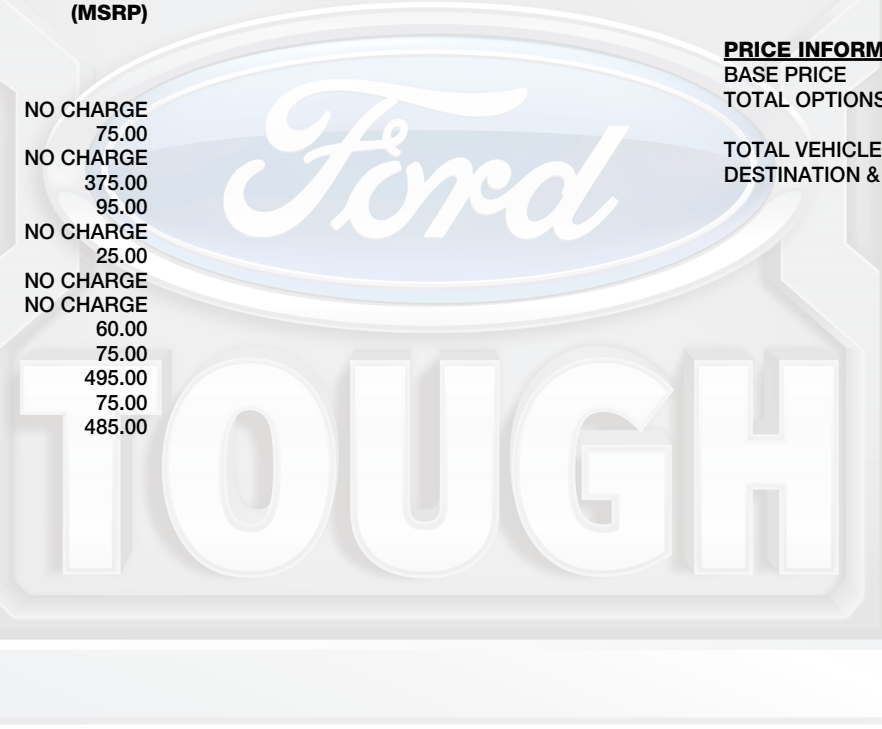 (MSRP)
NO CHARGE
75.00
NO CHARGE
375.00
95.00
NO CHARGE
25.00
NO CHARGE
NO CHARGE
60.00
75.00
495.00
75.00
485.00
PRICE INFORM
BASE PRICE
TOTAL OPTIONS
TOTAL VEHICLE
DESTINATION &
Ford
TOUGH